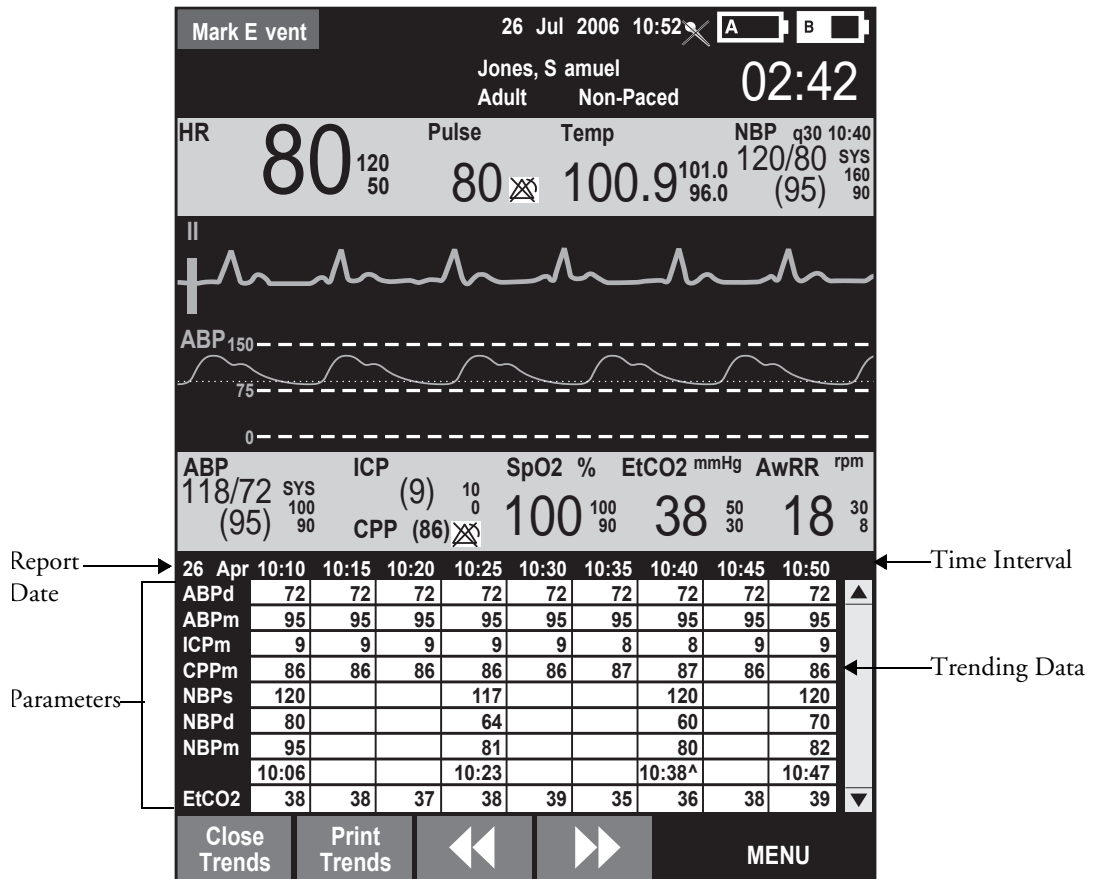 Mark E vent 26 Jul 2006 10:52 A B
Jones, S amuel 02:42
Adult Non-Paced
HR 80 120 50 Pulse 80 Temp 100.9 101.0 96.0 NBP q30 10:40 120/80 (95) SYS 160 90
II
ABP 150
75
0
ABP 118/72 (95) SYS 100 90 ICP (9) 10 0 CPP (86) SpO2 % 100 100 90 EtCO2 mmHg 38 50 30 AwRR rpm 18 30 8
Report Date
Time Interval
26 Apr 10:10 10:15 10:20 10:25 10:30 10:35 10:40 10:45 10:50
ABPd 72 72 72 72 72 72 72 72 72
ABPm 95 95 95 95 95 95 95 95 95
ICPm 9 9 9 9 9 8 8 9 9
CPPm 86 86 86 86 86 87 87 86 86
Trending Data
Parameters
NBPs 120 117 120 120
NBPd 80 64 60 70
NBPm 95 81 80 82
10:06 10:23 10:38^ 10:47
EtCO2 38 38 37 38 39 35 36 38 39
Close Trends
Print Trends
MENU